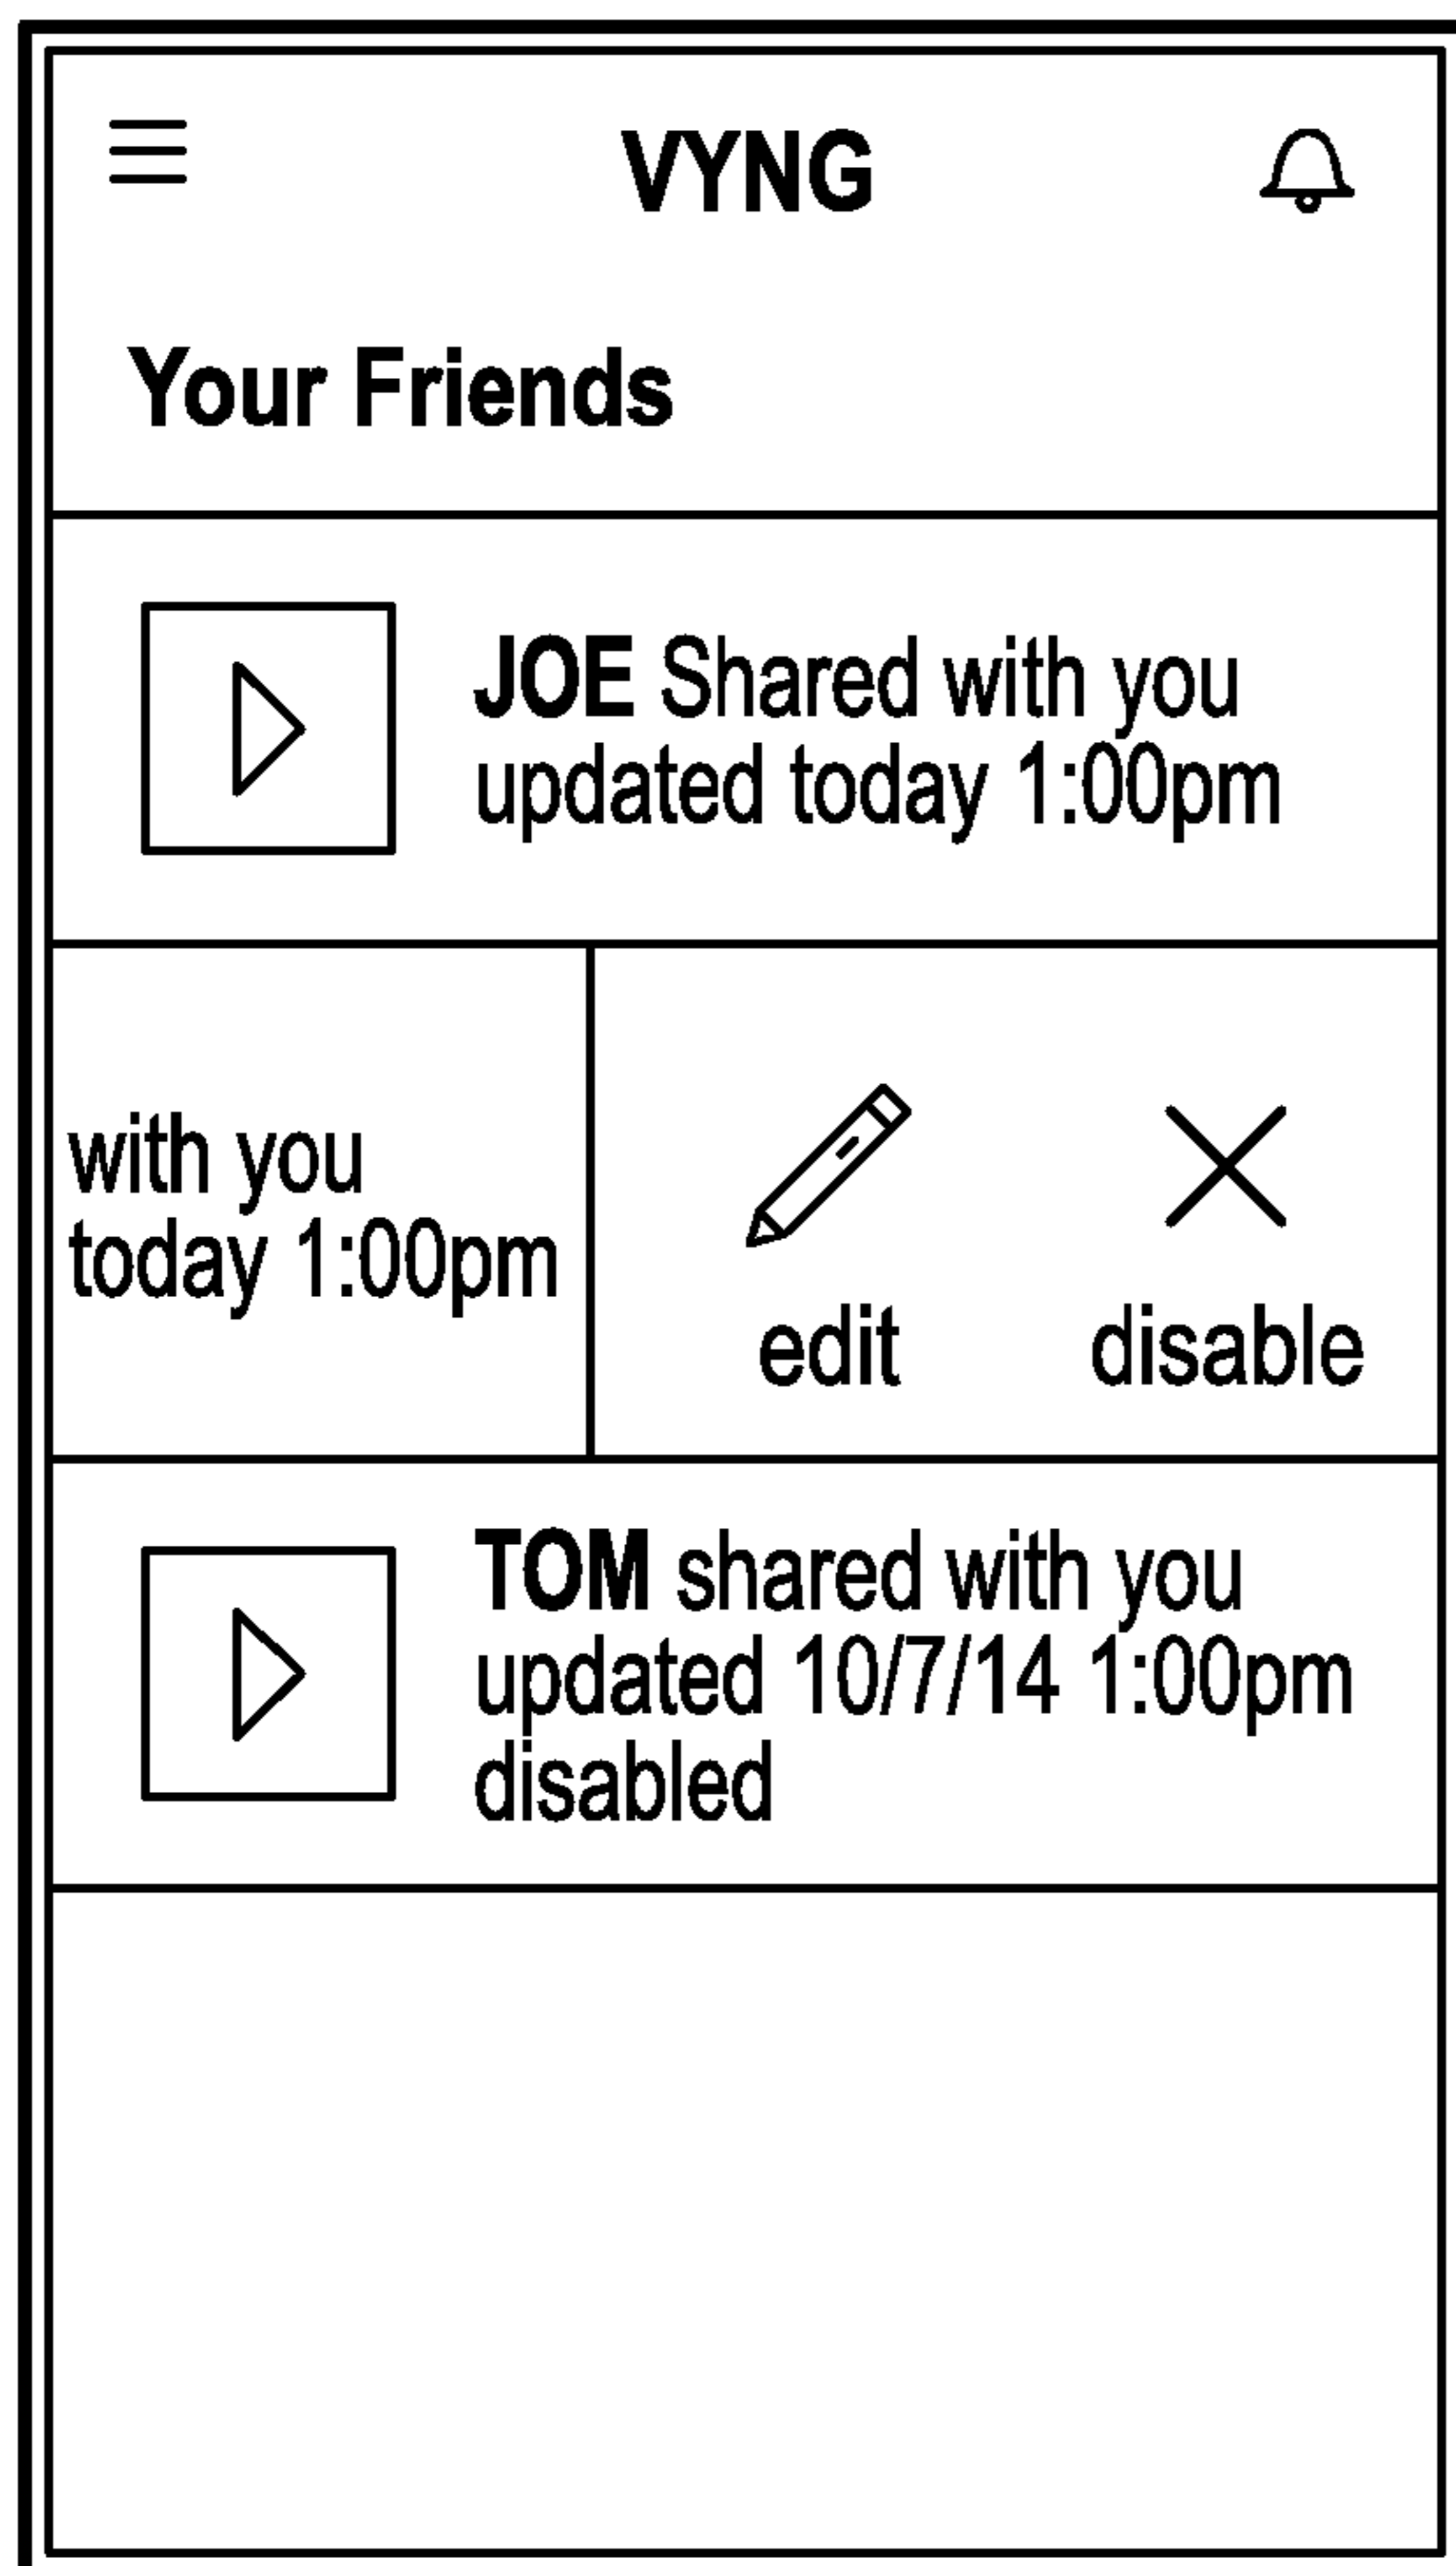 VYNG
Your Friends
JOE Shared with you
updated today 1:00pm
with you
today 1:00pm
edit
disable
TOM shared with you
updated 10/7/14 1:00pm
disabled